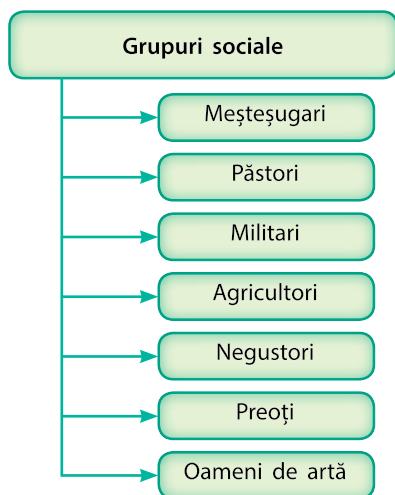 Grupuri sociale
Meșteșugari
Păstori
Militari
Agricultori
Negustori
Preoți
Oameni de artă